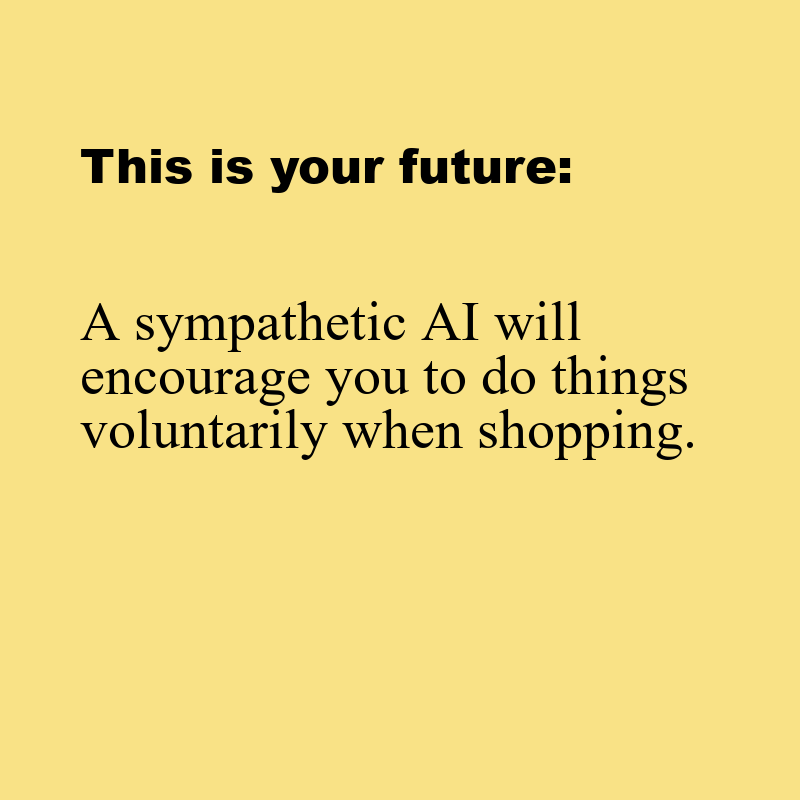 This is your future:
A sympathetic AI will
encourage you to do things
voluntarily when shopping.